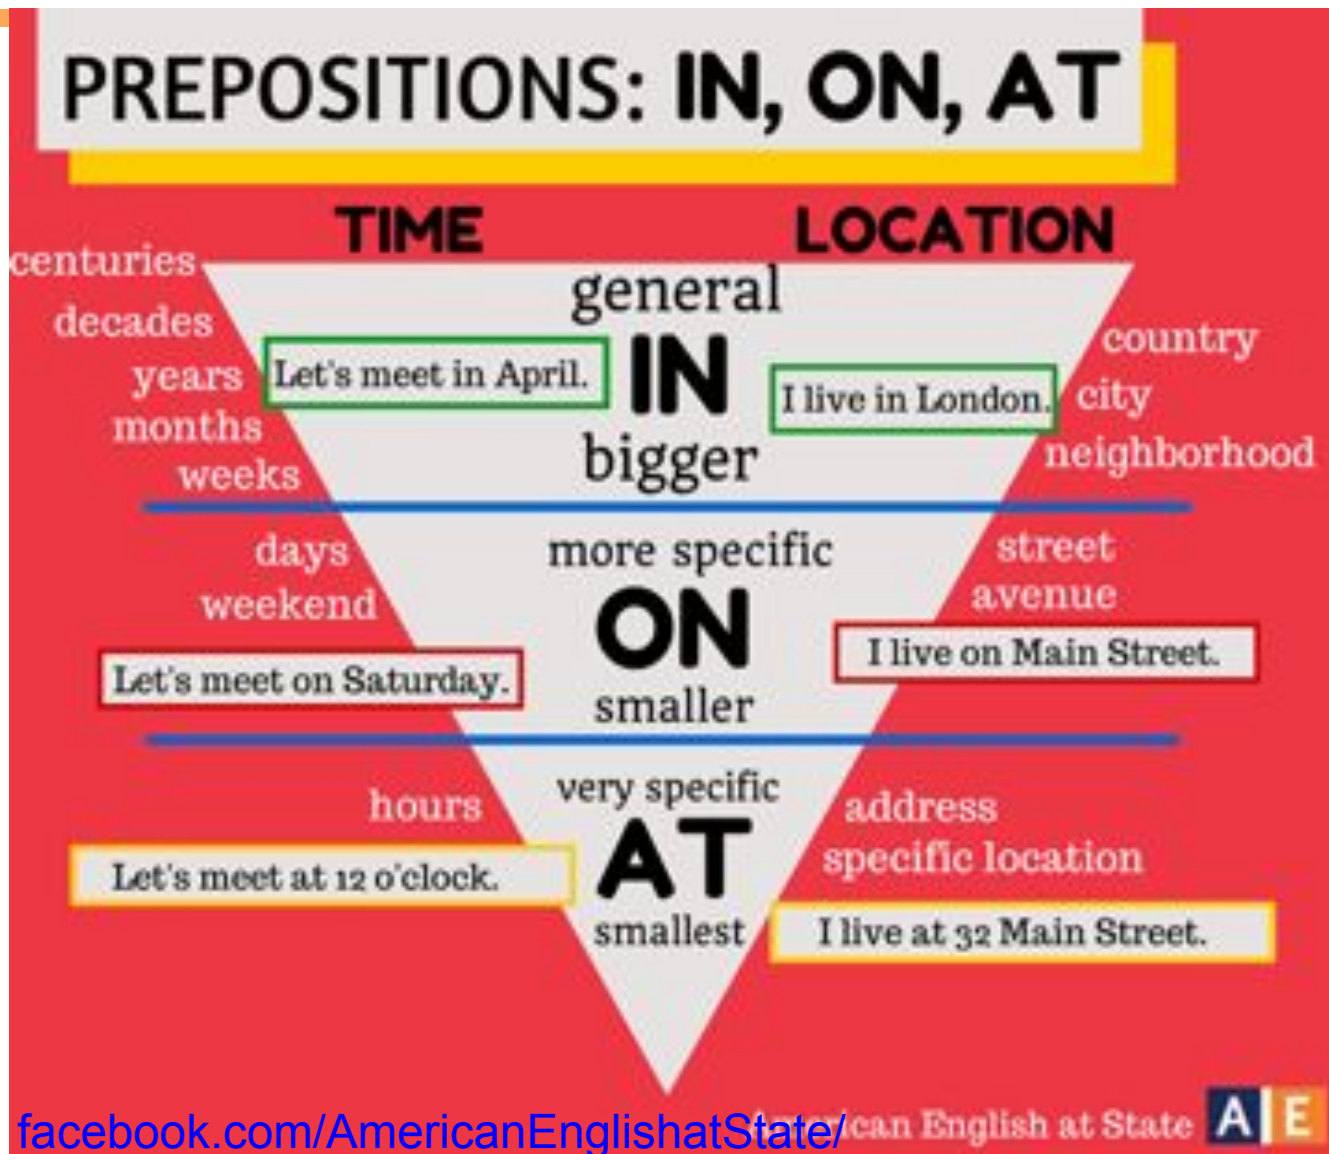 PREPOSITIONS: IN, ON, AT
TIME
LOCATION
centuries
decades
years
months
weeks
Let's meet in April.
general
IN
bigger
I live in London.
country
city
neighborhood
days
weekend
Let's meet on Saturday.
more specific
ON
smaller
street
avenue
I live on Main Street.
hours
Let's meet at 12 o'clock.
very specific
AT
smallest
address
specific location
I live at 32 Main Street.
facebook.com/AmericanEnglishatState/
American English at State
A E